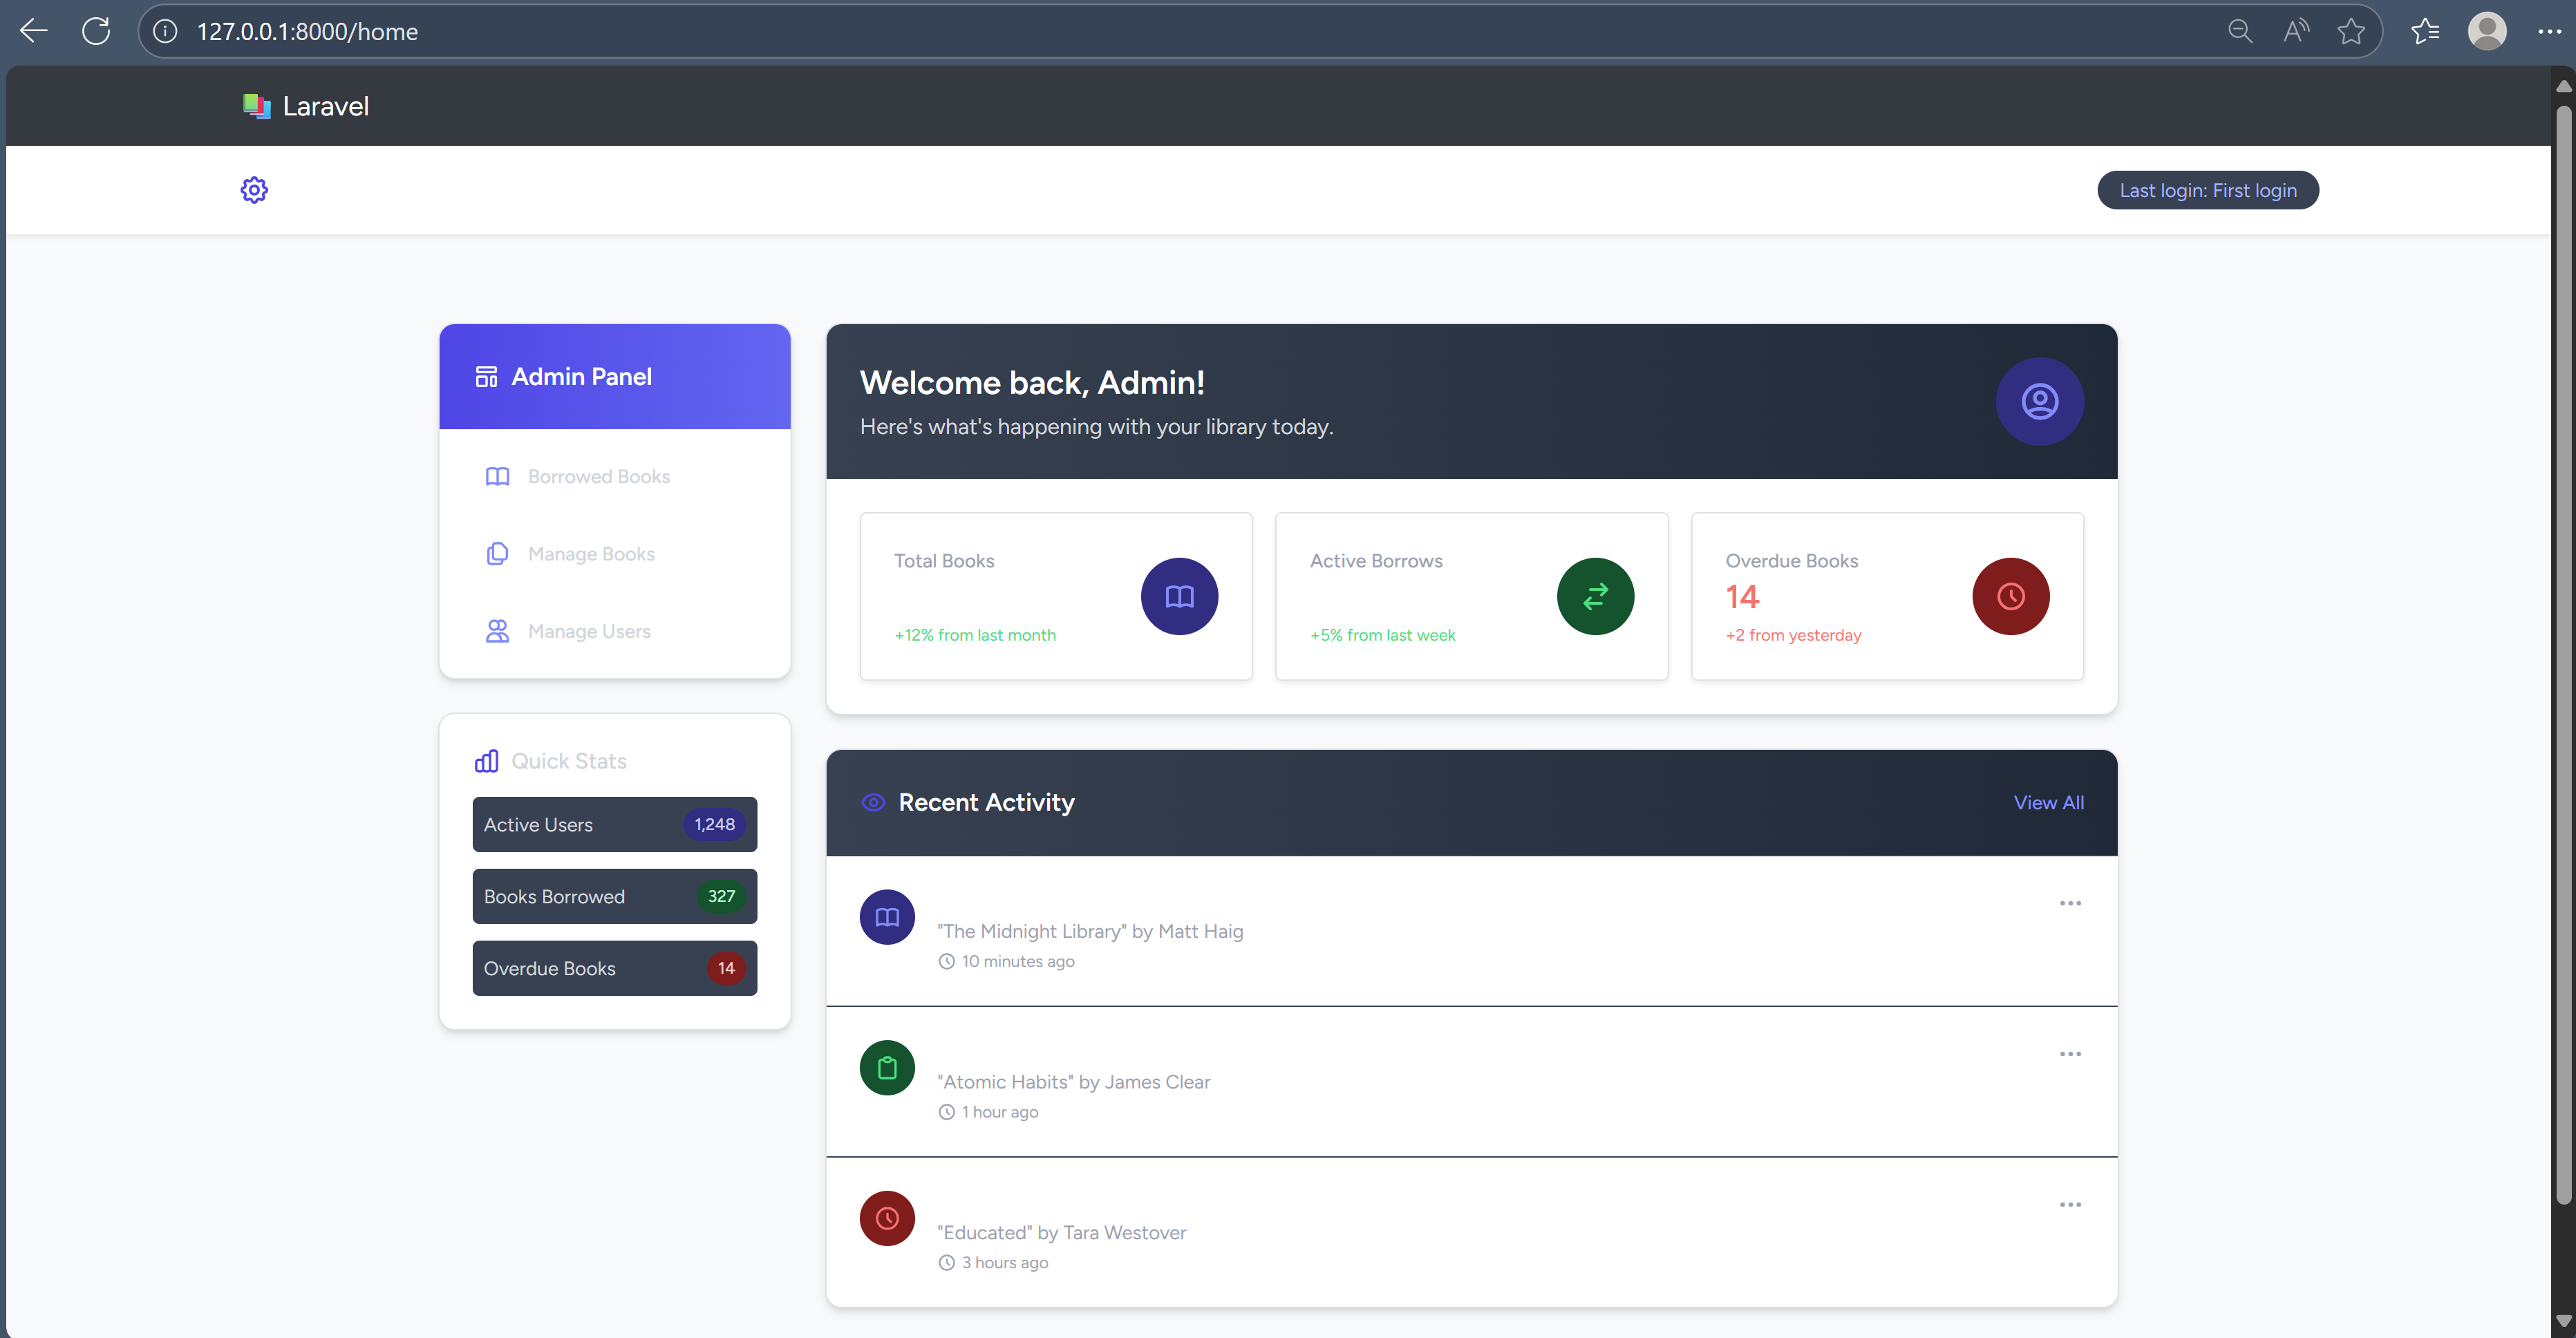 127.0.0.1:8000/home
Laravel
Last login: First login
Admin Panel
Borrowed Books
Manage Books
Manage Users
Quick Stats
Active Users 1,248
Books Borrowed 327
Overdue Books 14
Welcome back, Admin!
Here's what's happening with your library today.
Total Books
+12% from last month
Active Borrows
+5% from last week
Overdue Books
14
+2 from yesterday
Recent Activity
View All
"The Midnight Library" by Matt Haig
10 minutes ago
"Atomic Habits" by James Clear
1 hour ago
"Educated" by Tara Westover
3 hours ago